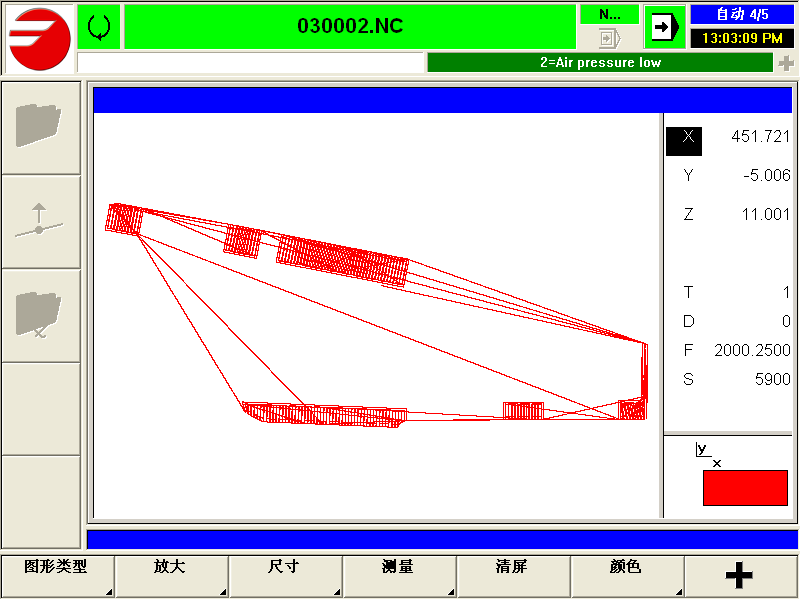 030002.NC
N...
自动 4/5
13:03:09 PM
2=Air pressure low
X 451.721
Y -5.006
Z 11.001
T 1
D 0
F 2000.2500
S 5900
y
x
图形类型 放大 尺寸 测量 清屏 颜色